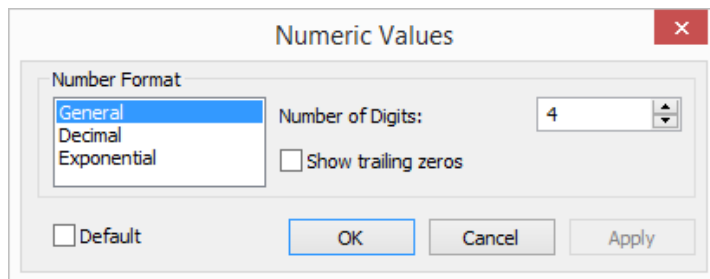 Numeric Values
Number Format
General
Decimal
Exponential
Number of Digits: 4
Show trailing zeros
Default OK Cancel Apply